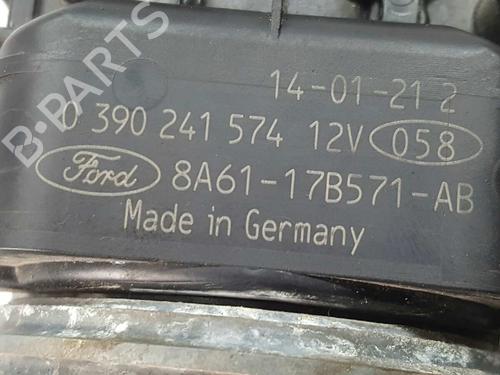 14-01-21 2
0 390 241 574 12V 058
Ford 8A61-17B571-AB
Made in Germany
B-PARTS